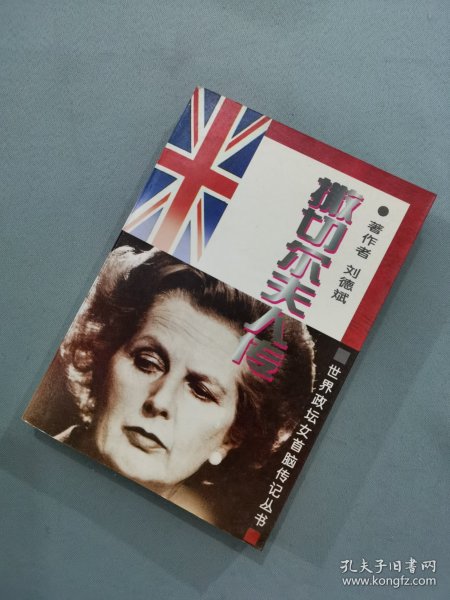 撒切尔夫人传
著作者 刘德斌
世界政坛女首脑传记丛书
孔夫子旧书网
www.kongfz.com